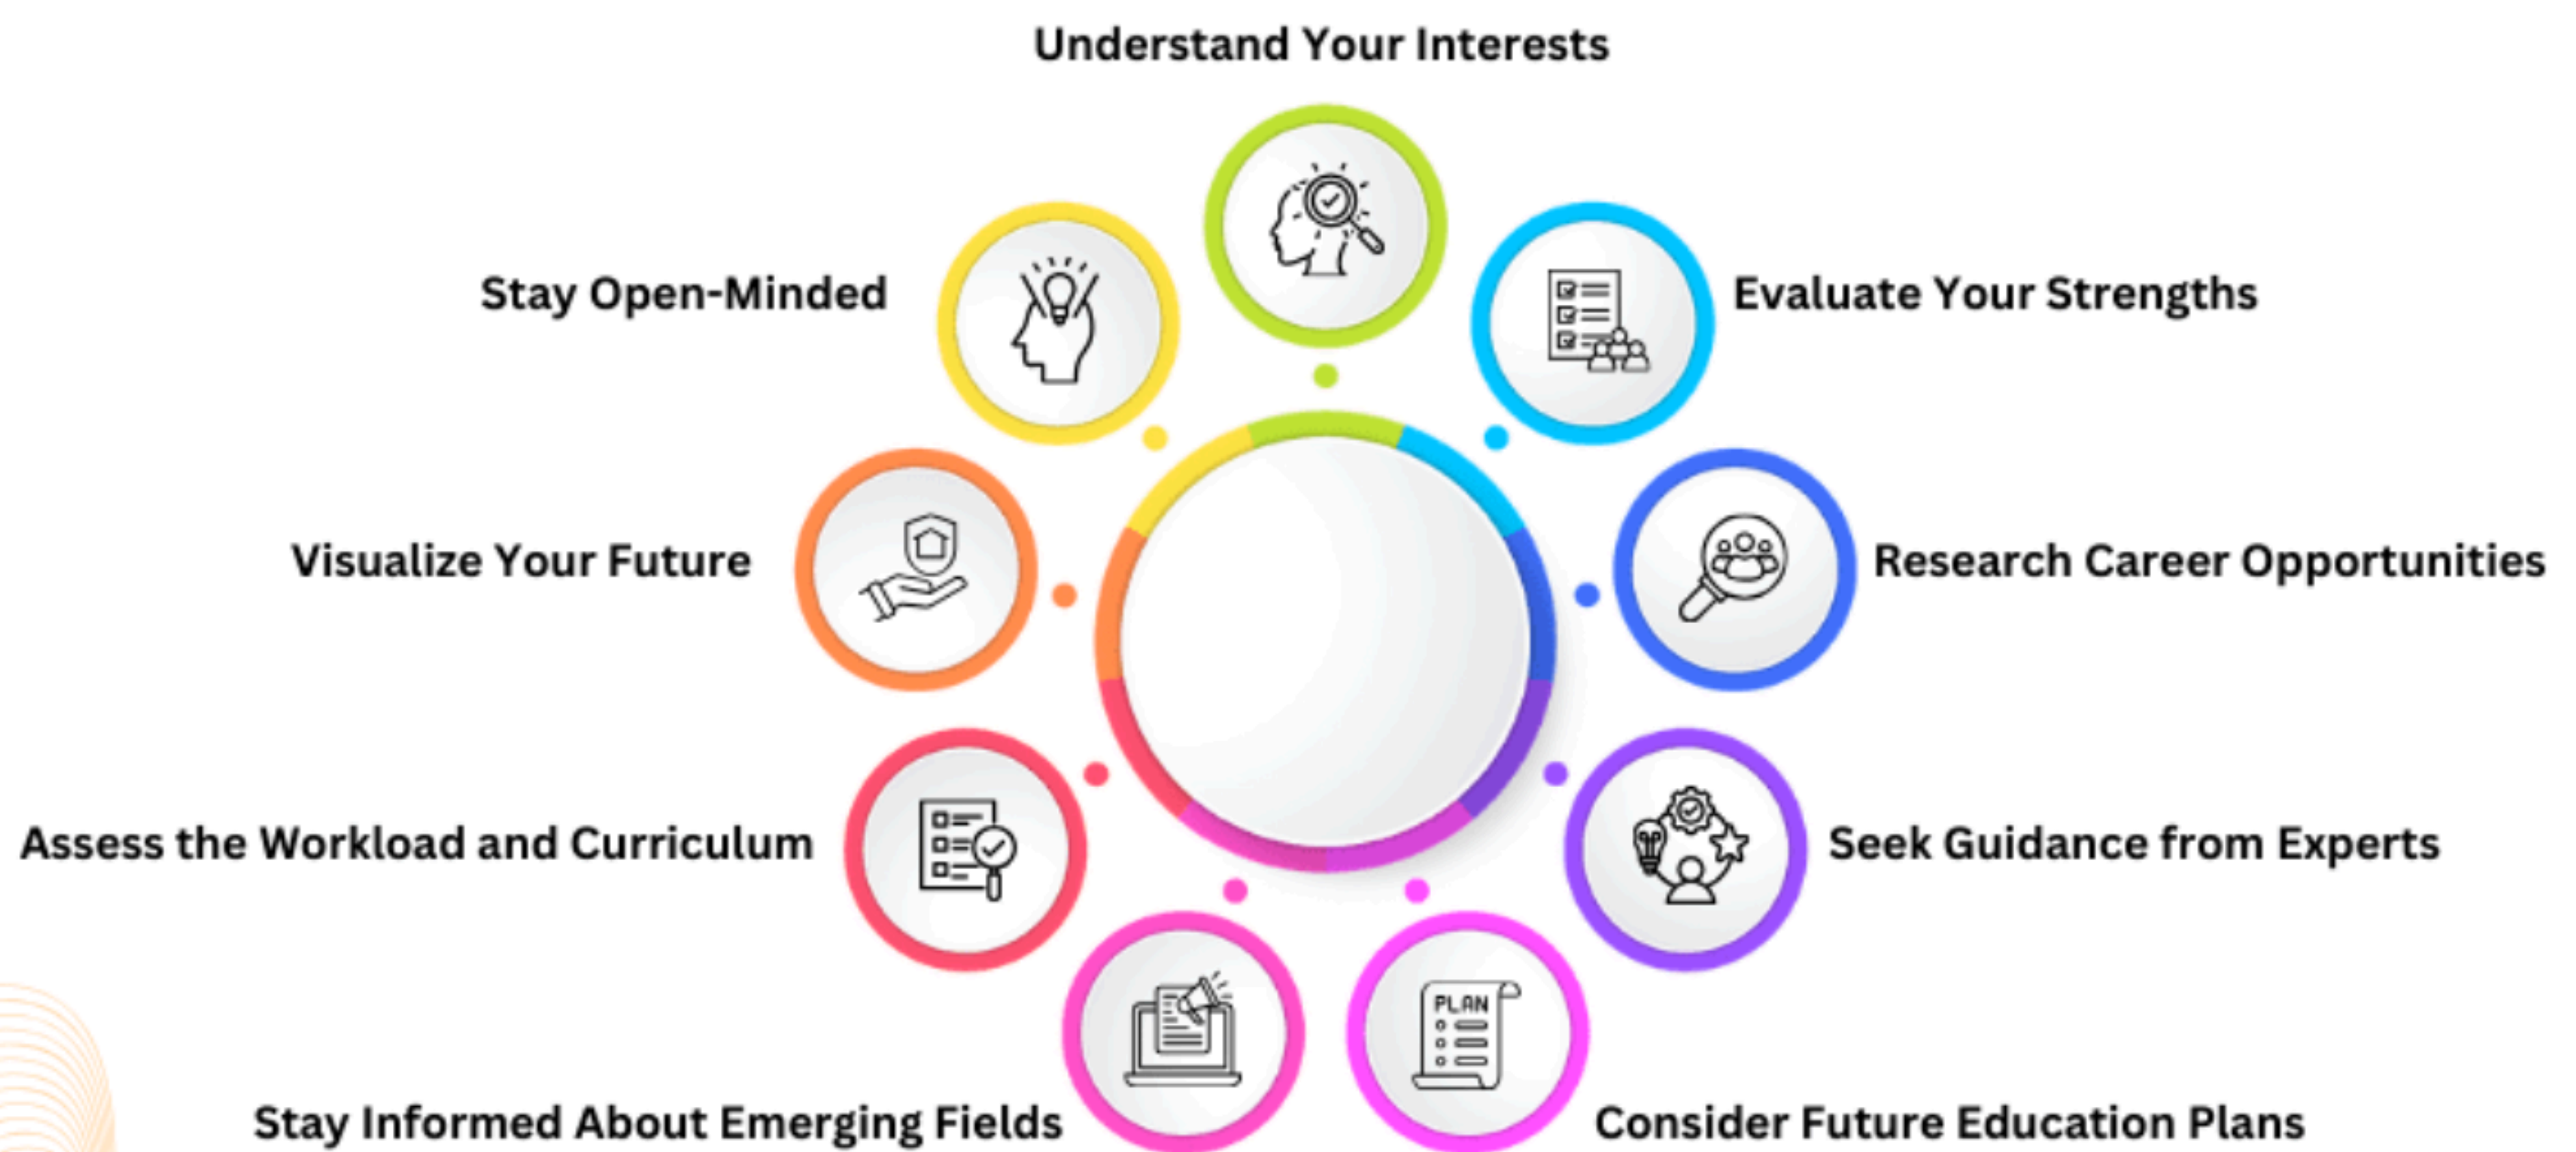 Understand Your Interests
Stay Open-Minded
Evaluate Your Strengths
Visualize Your Future
Research Career Opportunities
Assess the Workload and Curriculum
Seek Guidance from Experts
PLAN
Stay Informed About Emerging Fields
Consider Future Education Plans